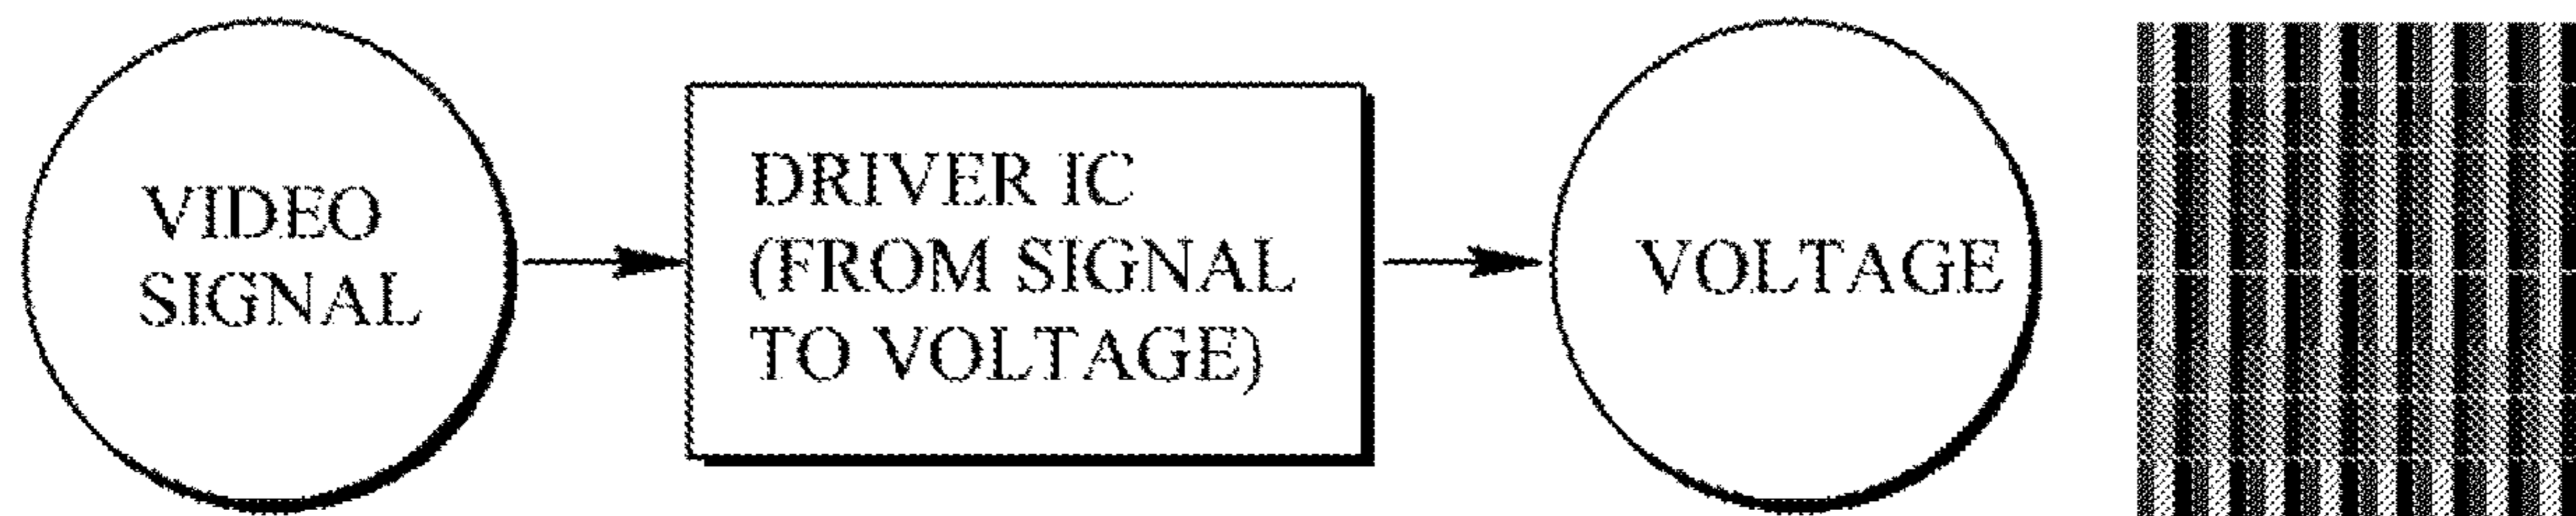 VIDEO
SIGNAL
DRIVER IC
(FROM SIGNAL
TO VOLTAGE)
VOLTAGE